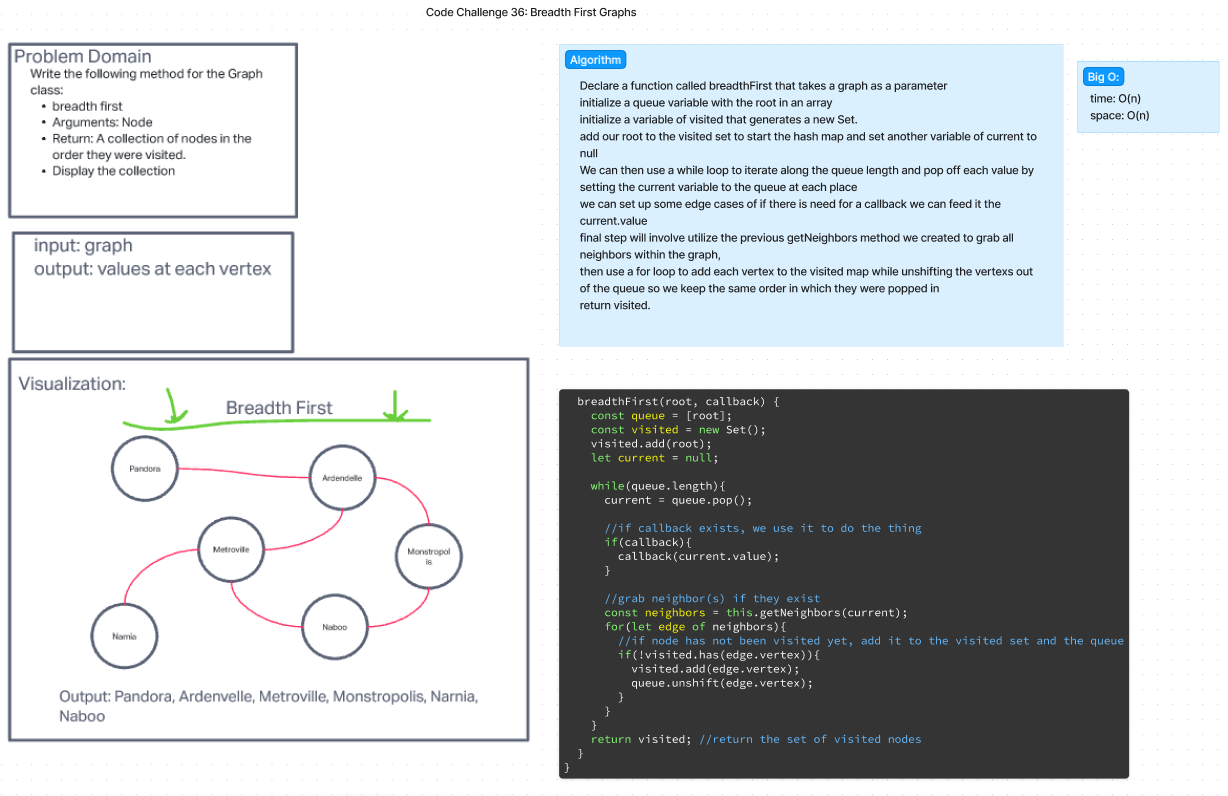 Code Challenge 36: Breadth First Graphs
Problem Domain
Write the following method for the Graph
class:
• breadth first
• Arguments: Node
• Return: A collection of nodes in the
order they were visited.
• Display the collection
input: graph
output: values at each vertex
Visualization:
Breadth First
Pandora
Ardendelle
Metroville
Monstropol
is
Narnia
Naboo
Output: Pandora, Ardenvelle, Metroville, Monstropolis, Narnia,
Naboo
Algorithm
Declare a function called breadthFirst that takes a graph as a parameter
initialize a queue variable with the root in an array
initialize a variable of visited that generates a new Set.
add our root to the visited set to start the hash map and set another variable of current to
null
We can then use a while loop to iterate along the queue length and pop off each value by
setting the current variable to the queue at each place
we can set up some edge cases of if there is need for a callback we can feed it the
current.value
final step will involve utilize the previous getNeighbors method we created to grab all
neighbors within the graph,
then use a for loop to add each vertex to the visited map while unshifting the vertexs out
of the queue so we keep the same order in which they were popped in
return visited.
Big O:
time: O(n)
space: O(n)
breadthFirst(root, callback) {
const queue = [root];
const visited = new Set();
visited.add(root);
let current = null;
while(queue.length){
current = queue.pop();
//if callback exists, we use it to do the thing
if(callback){
callback(current.value);
}
//grab neighbor(s) if they exist
const neighbors = this.getNeighbors(current);
for(let edge of neighbors){
//if node has not been visited yet, add it to the visited set and the queue
if(!visited.has(edge.vertex)){
visited.add(edge.vertex);
queue.unshift(edge.vertex);
}
}
}
return visited; //return the set of visited nodes
}
}